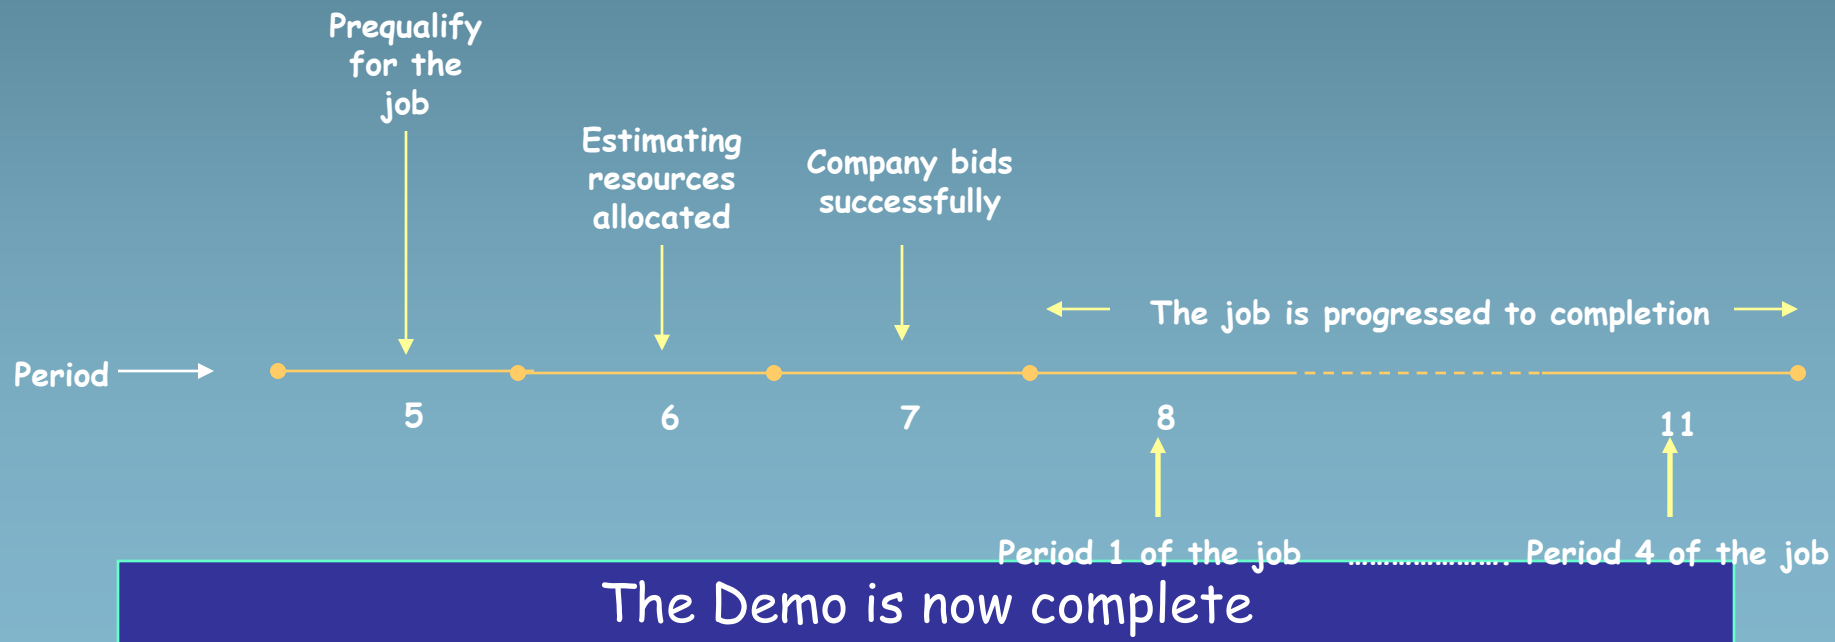 Prequalify
for the
job
Estimating
resources
allocated
Company bids
successfully
The job is progressed to completion
Period
5 6 7 8 11
Period 1 of the job ………………… Period 4 of the job
The Demo is now complete